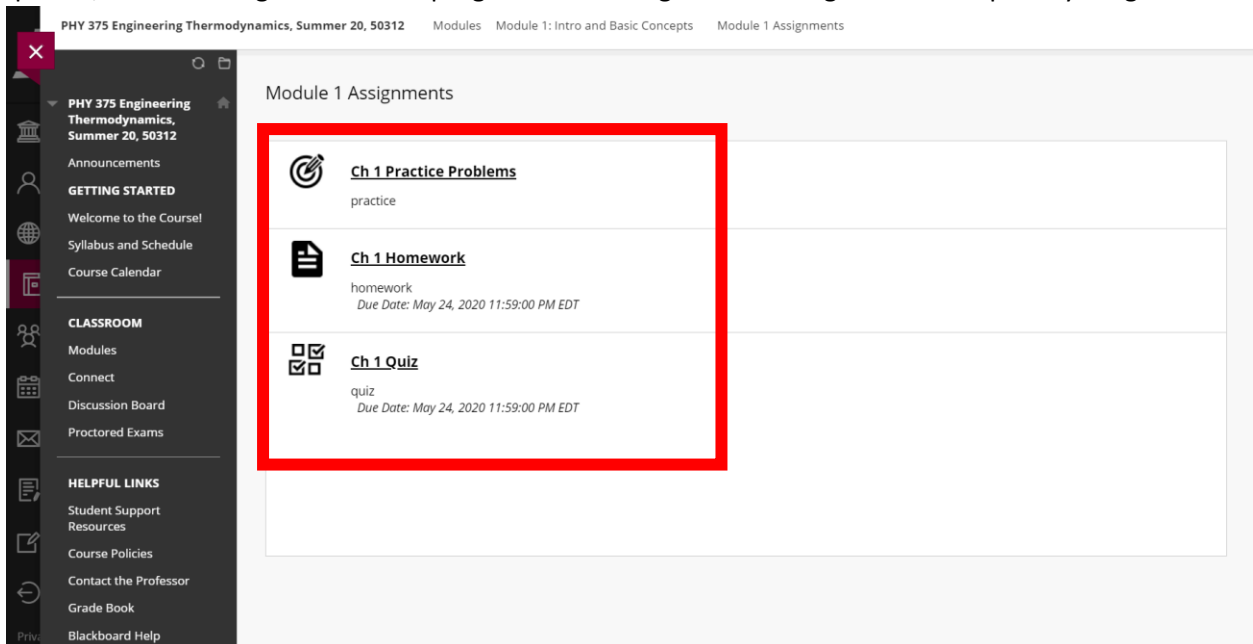 PHY 375 Engineering Thermodynamics, Summer 20, 50312 Modules Module 1: Intro and Basic Concepts Module 1 Assignments
PHY 375 Engineering
Thermodynamics,
Summer 20, 50312
Announcements
GETTING STARTED
Welcome to the Course!
Syllabus and Schedule
Course Calendar
CLASSROOM
Modules
Connect
Discussion Board
Proctored Exams
HELPFUL LINKS
Student Support
Resources
Course Policies
Contact the Professor
Grade Book
Blackboard Help
Priva
Module 1 Assignments
Ch 1 Practice Problems
practice
Ch 1 Homework
homework
Due Date: May 24, 2020 11:59:00 PM EDT
Ch 1 Quiz
quiz
Due Date: May 24, 2020 11:59:00 PM EDT